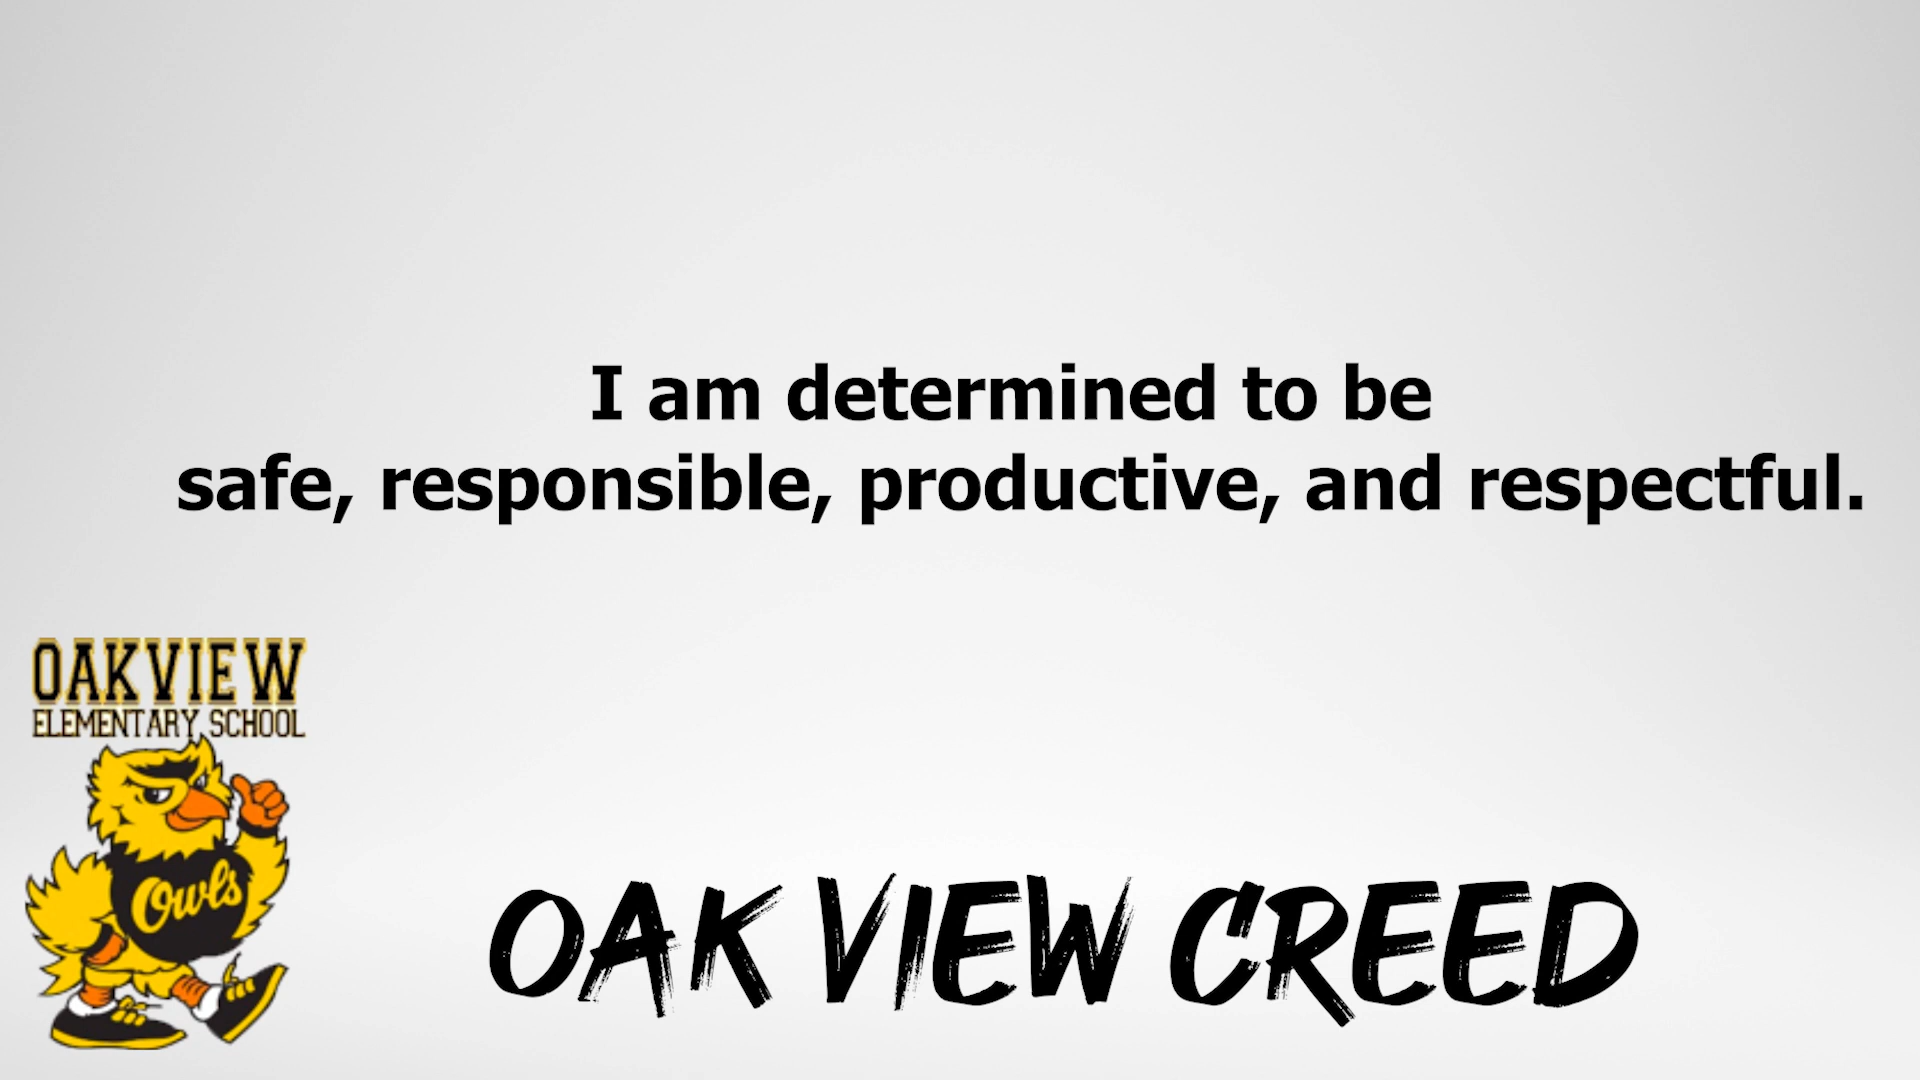 I am determined to be
safe, responsible, productive, and respectful.
OAKVIEW
ELEMENTARY SCHOOL
Owls
OAK VIEW CREED